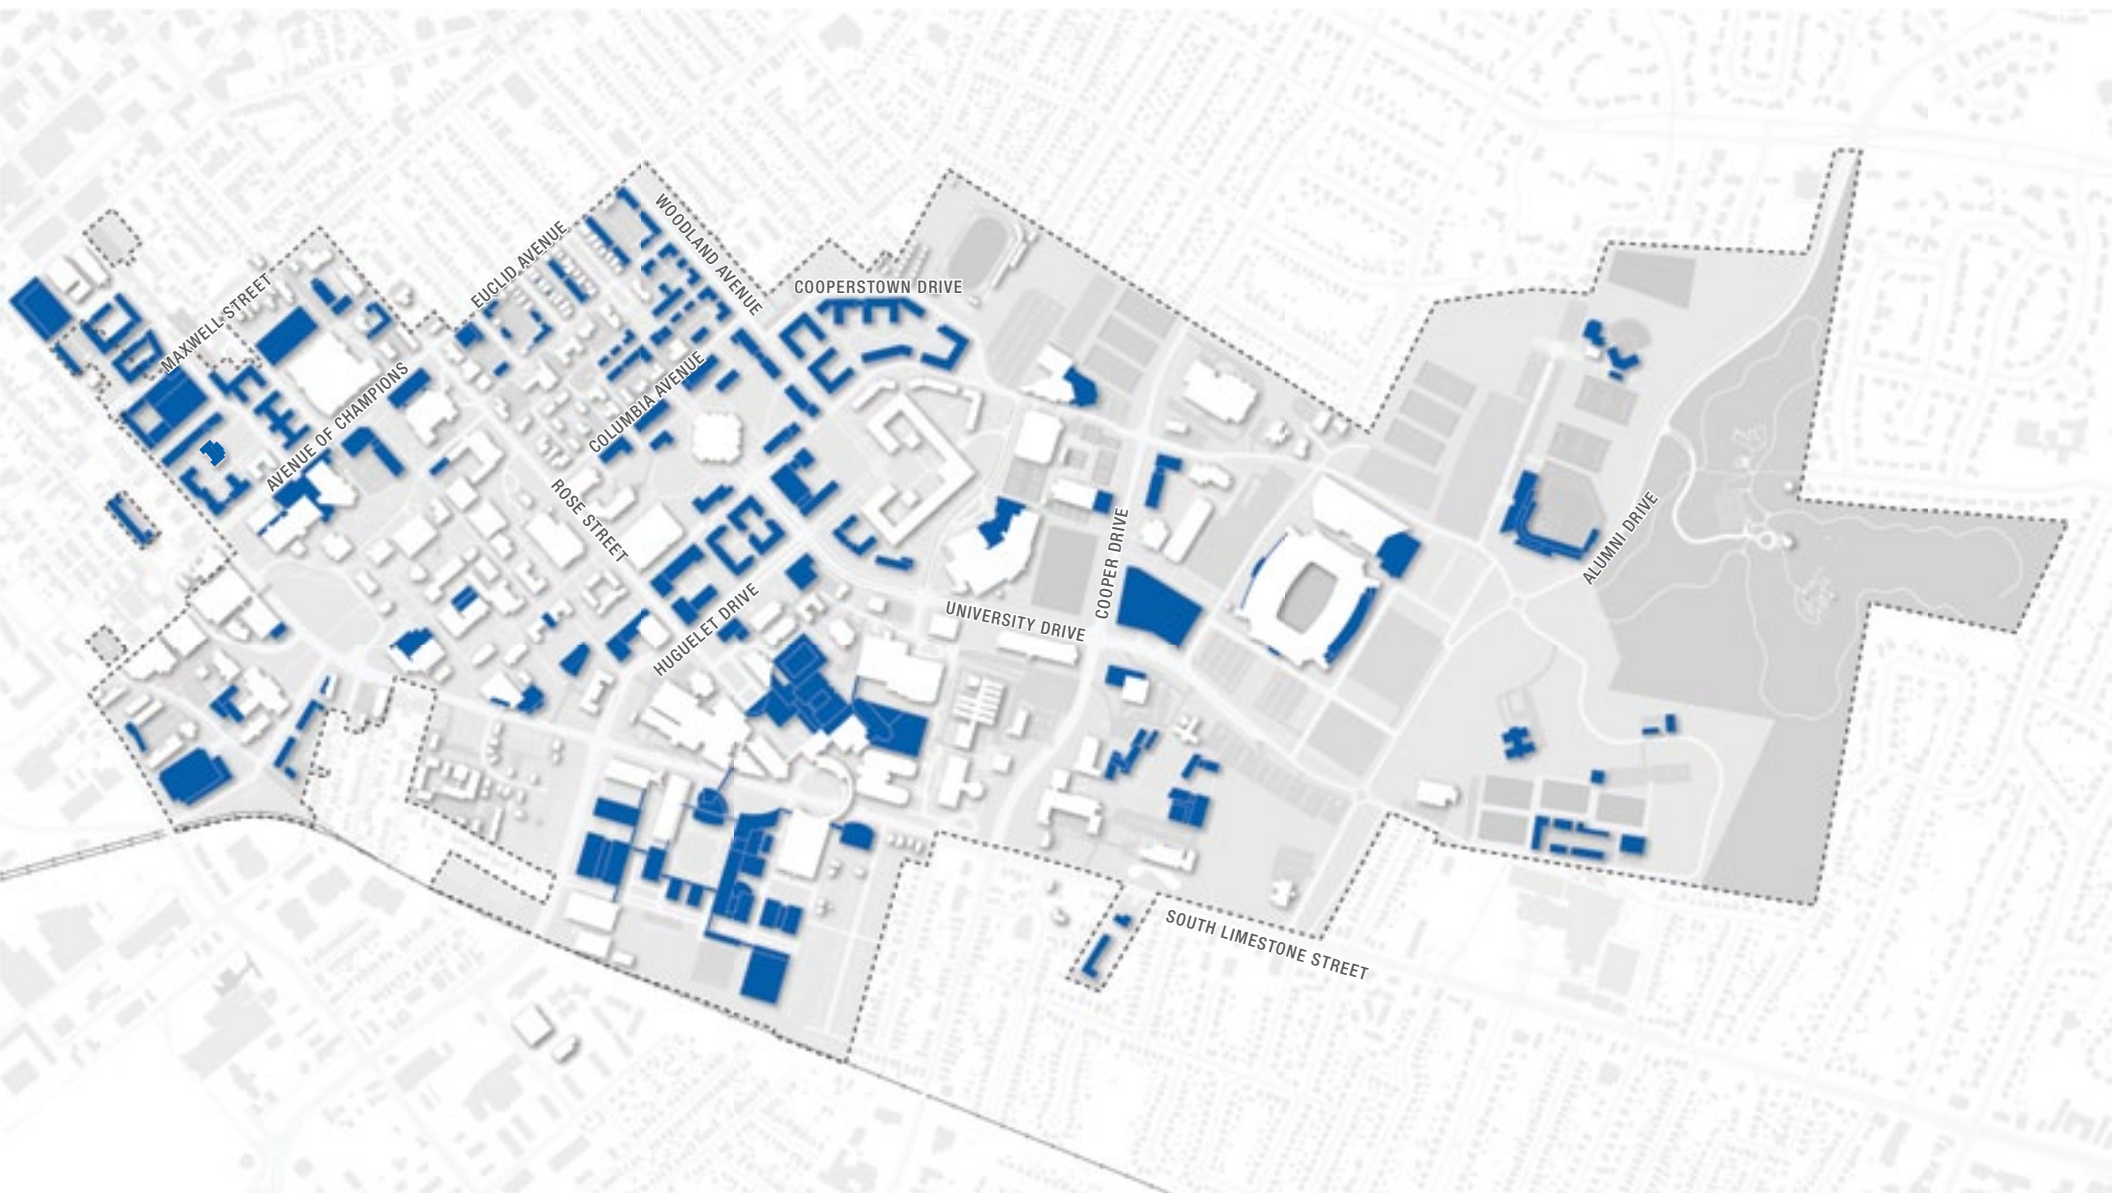 WOODLAND AVENUE
EUCLID AVENUE
COOPERSTOWN DRIVE
MAXWELL STREET
AVENUE OF CHAMPIONS
COLUMBIA AVENUE
ROSE STREET
ALUMNI DRIVE
COOPER DRIVE
HUGUELET DRIVE
UNIVERSITY DRIVE
SOUTH LIMESTONE STREET